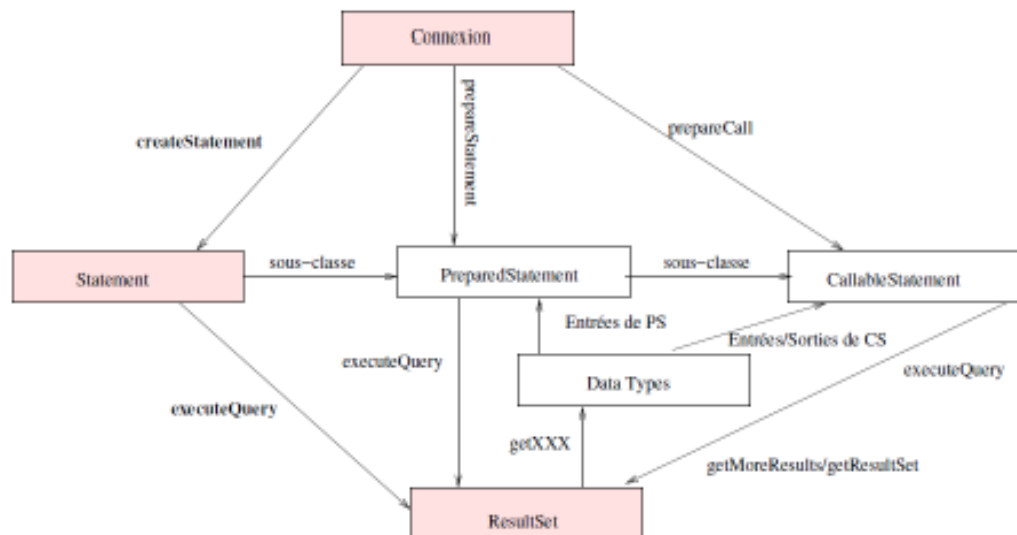 Connexion
prepareStatement
createStatement
prepareCall
Statement
sous-classe
PreparedStatement
sous-classe
CallableStatement
Entrées de PS
Entrées/Sorties de CS
executeQuery
Data Types
executeQuery
executeQuery
getXXX
getMoreResults/getResultSet
ResultSet